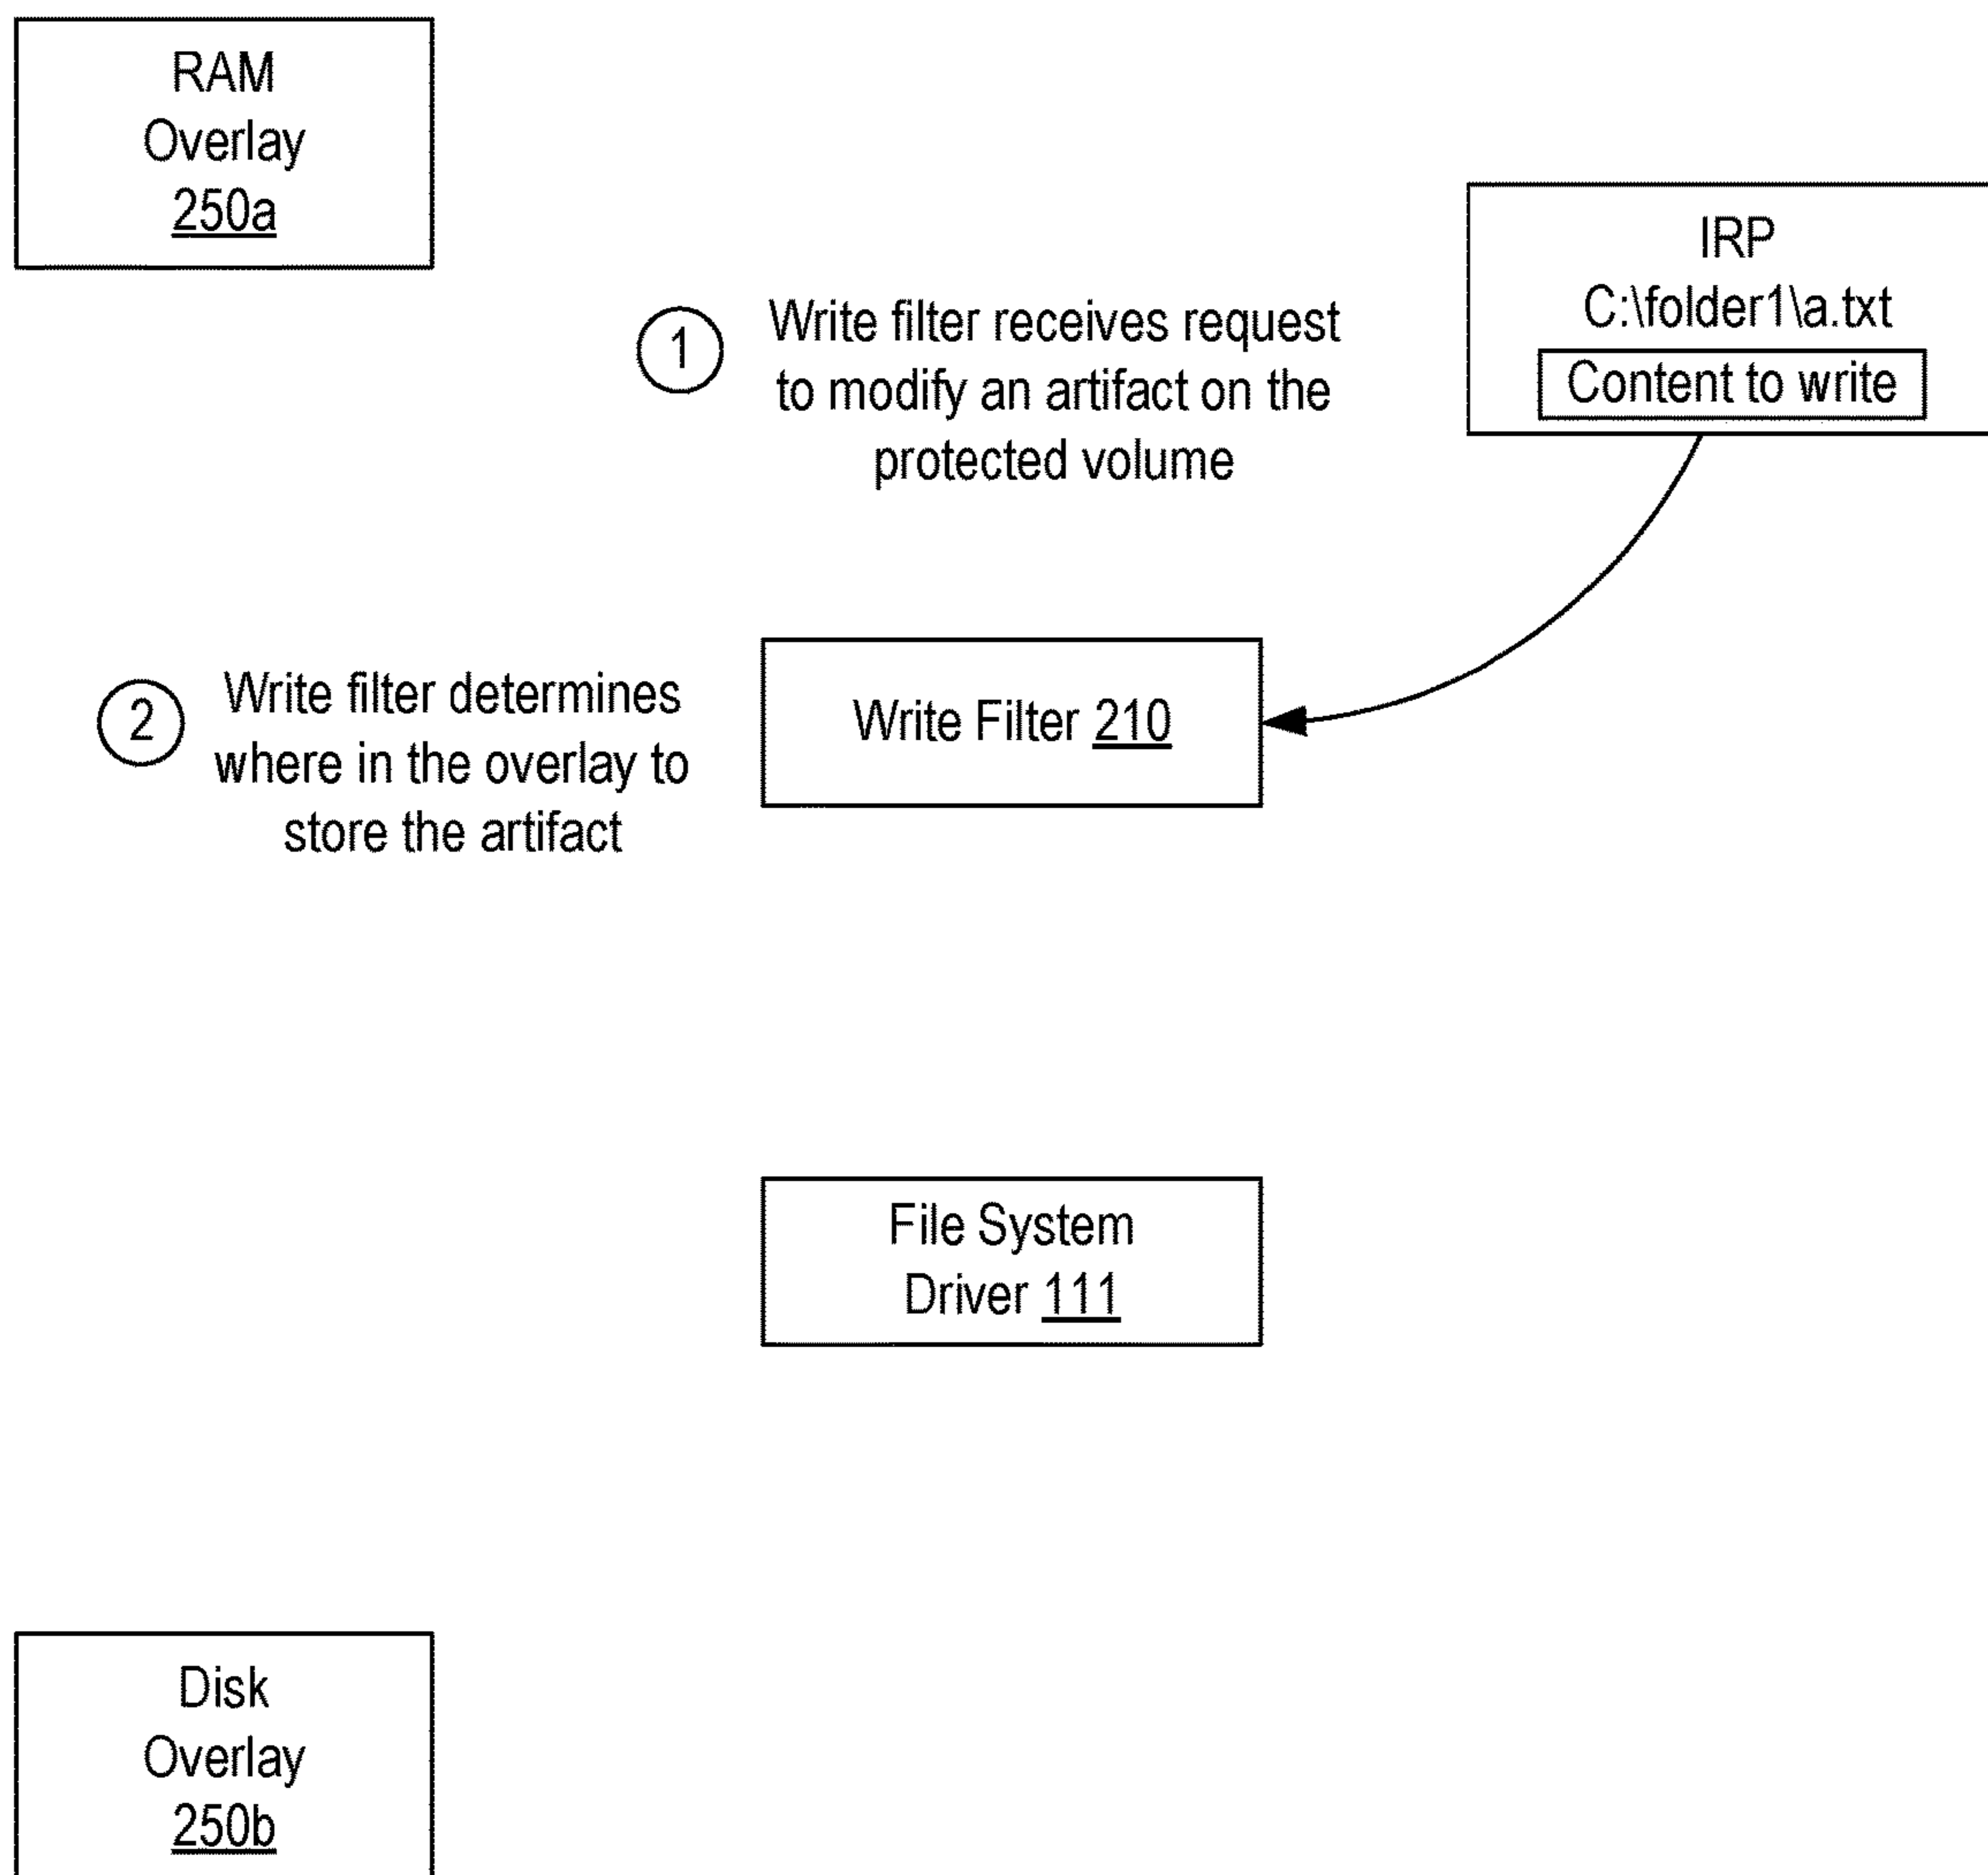 RAM
Overlay
250a
IRP
C:\folder1\a.txt
Content to write
1
Write filter receives request
to modify an artifact on the
protected volume
2
Write filter determines
where in the overlay to
store the artifact
Write Filter 210
File System
Driver 111
Disk
Overlay
250b